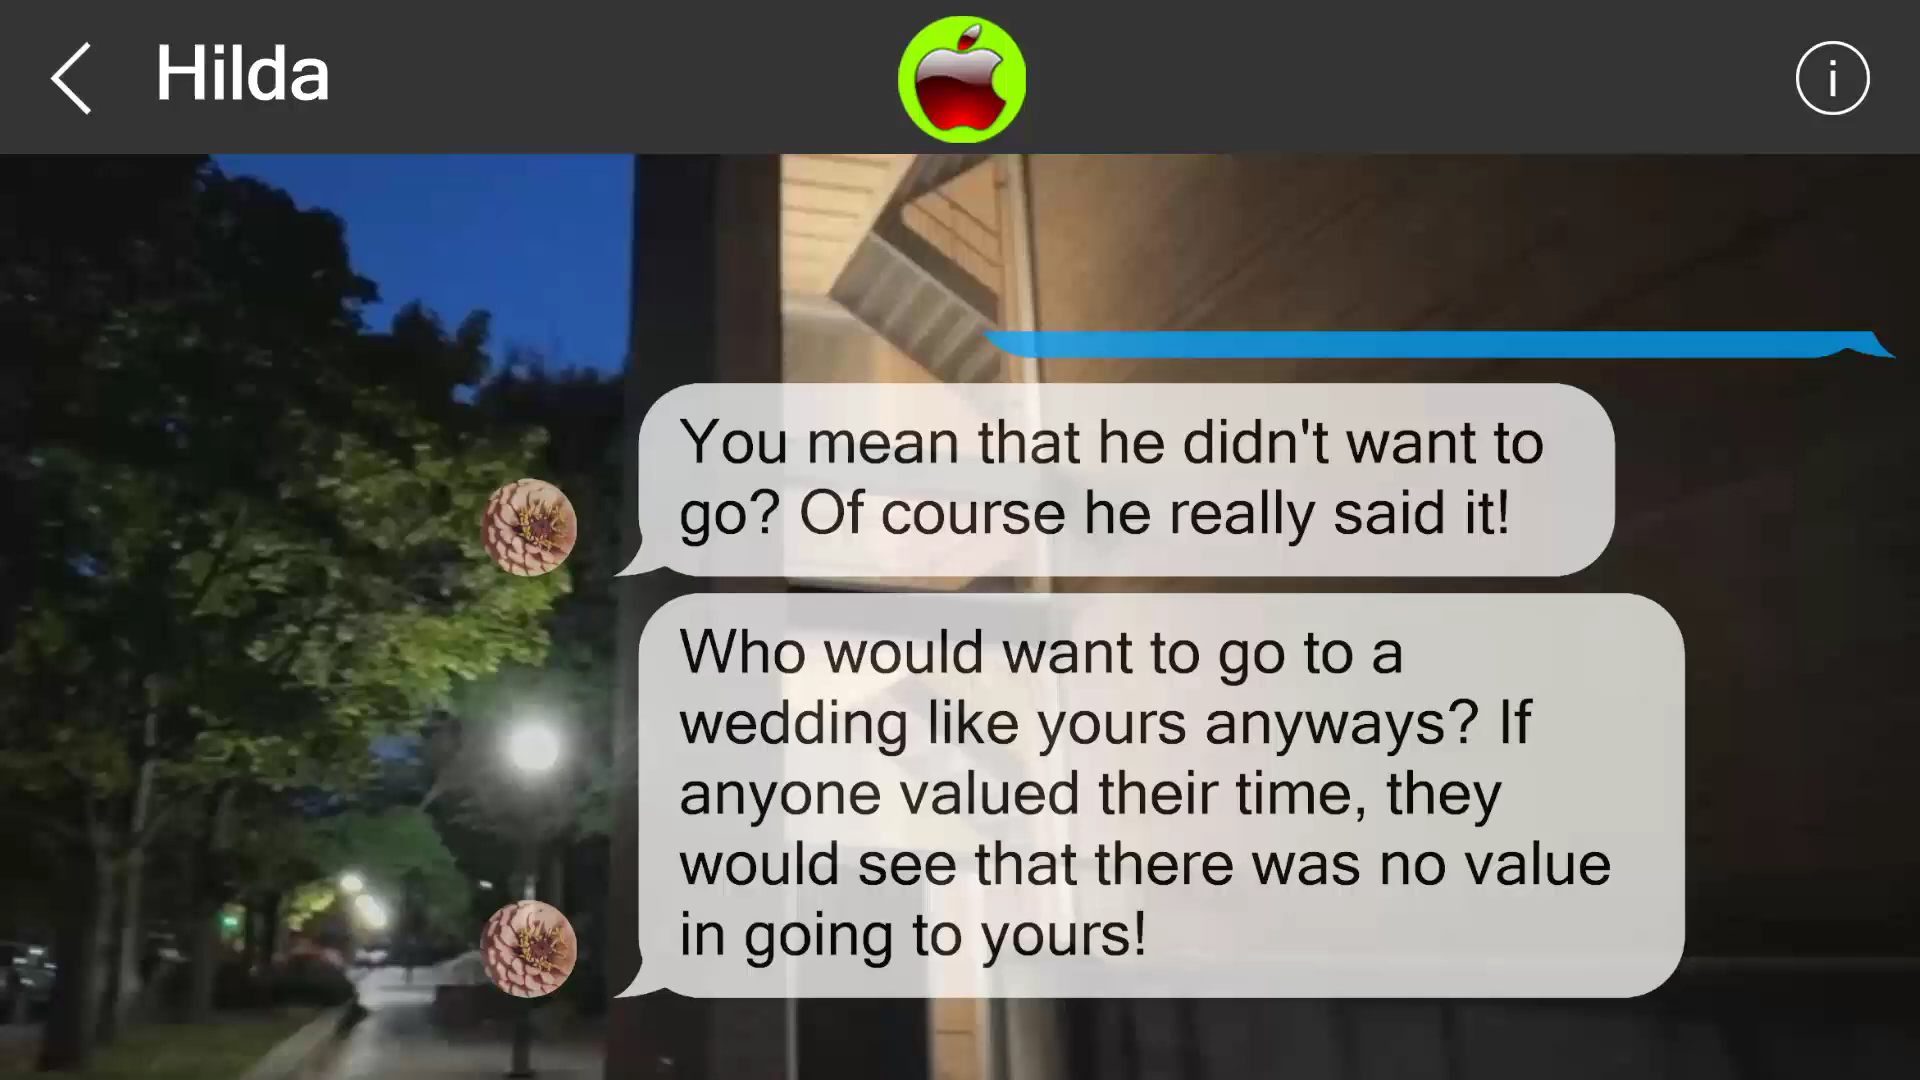 Hilda
You mean that he didn't want to
go? Of course he really said it!
Who would want to go to a
wedding like yours anyways? If
anyone valued their time, they
would see that there was no value
in going to yours!